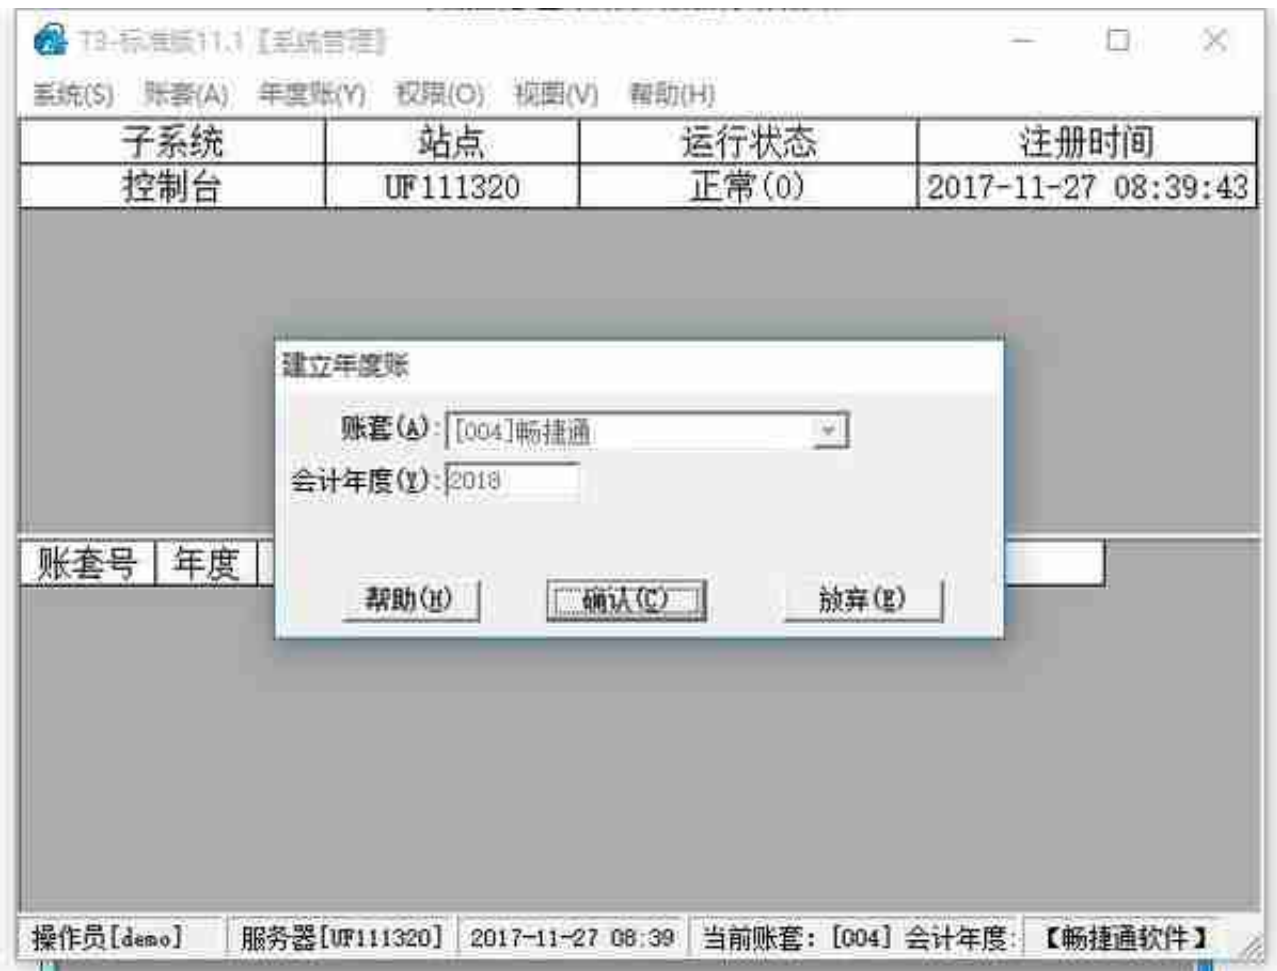 T3-标准版11.1【系统管理】
系统(S) 账套(A) 年度账(Y) 权限(O) 视图(V) 帮助(H)
子系统 站点 运行状态 注册时间
控制台 UF111320 正常(0) 2017-11-27 08:39:43
建立年度账
账套(A): [004]畅捷通
会计年度(Y): 2018
账套号 年度
帮助(H) 确认(C) 放弃(E)
操作员[demo] 服务器[UF111320] 2017-11-27 08:39 当前账套: [004] 会计年度: 【畅捷通软件】